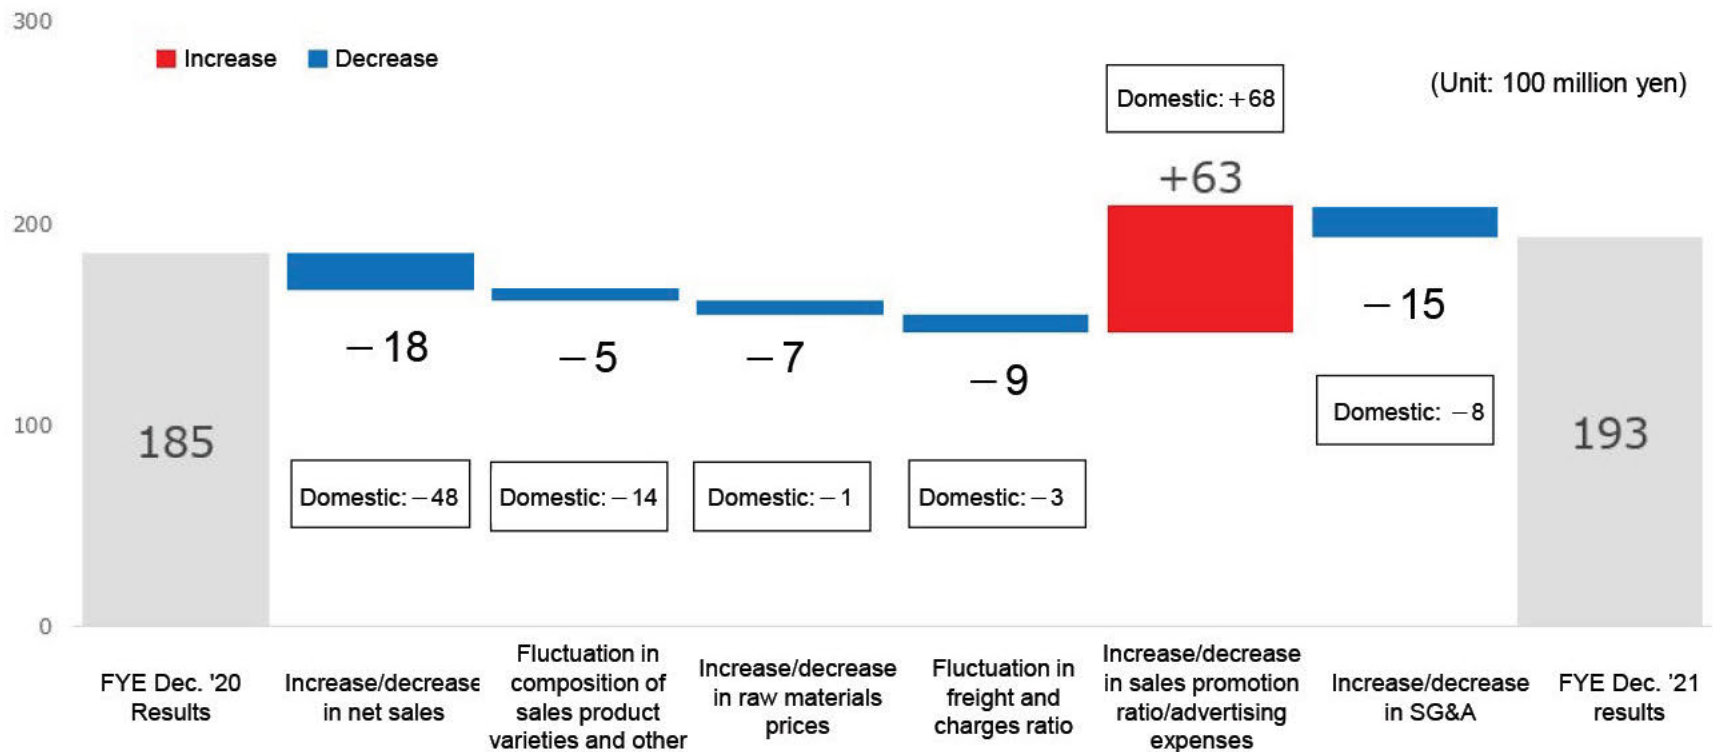 300
Increase
Decrease
(Unit: 100 million yen)
Domestic: +68
+63
200
−18
−5
−7
−9
−15
Domestic: −8
100
185
193
Domestic: −48
Domestic: −14
Domestic: −1
Domestic: −3
0
FYE Dec. '20
Results
Increase/decrease
in net sales
Fluctuation in
composition of
sales product
varieties and other
Increase/decrease
in raw materials
prices
Fluctuation in
freight and
charges ratio
Increase/decrease
in sales promotion
ratio/advertising
expenses
Increase/decrease
in SG&A
FYE Dec. '21
results